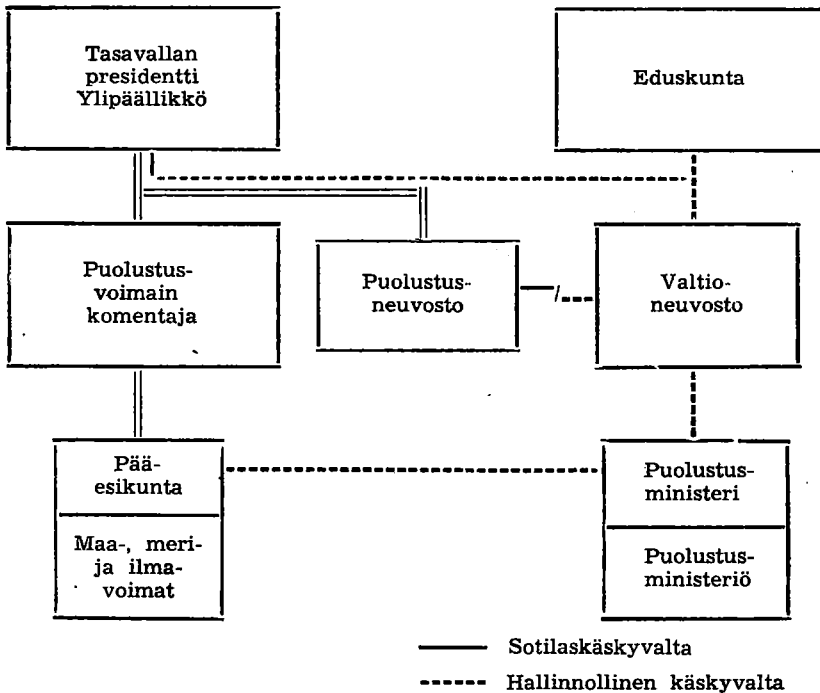 Tasavallan
presidentti
Ylipäällikkö
Eduskunta
Puolustus-
voimain
komentaja
Puolustus-
neuvosto
Valtio-
neuvosto
Pää-
esikunta
Maa-, meri-
ja ilma-
voimat
Puolustus-
ministeri
Puolustus-
ministeriö
Sotilaskäskyvalta
Hallinnollinen käskyvalta